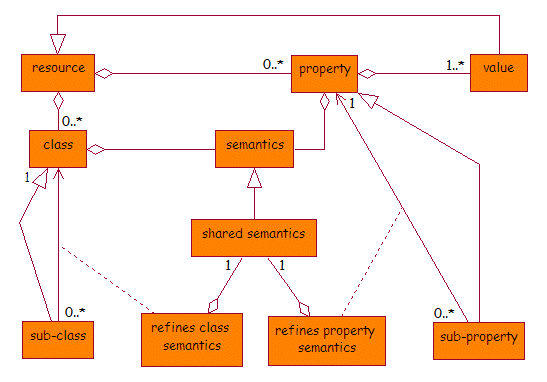 resource
0..*
property
1..*
value
0..*
1
class
semantics
1
shared semantics
1
1
0..*
0..*
sub-class
refines class
semantics
refines property
semantics
sub-property